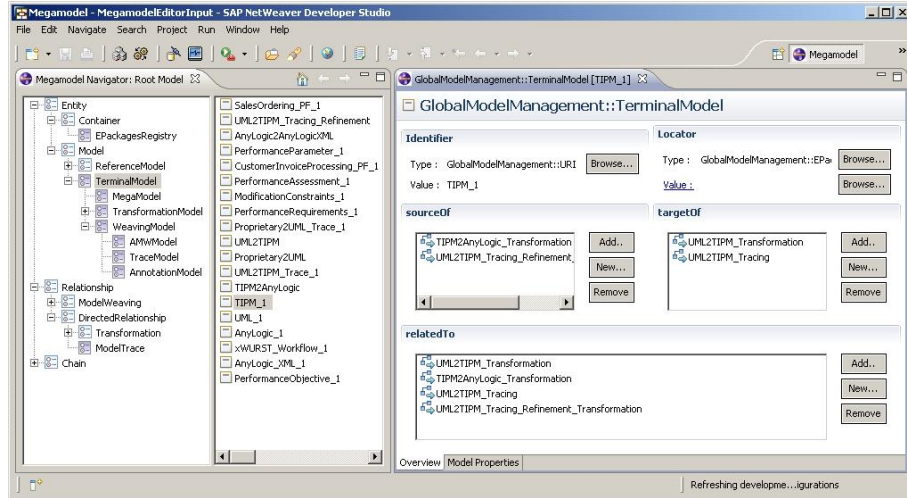 Megamodel - MegamodelEditorInput - SAP NetWeaver Developer Studio
File Edit Navigate Search Project Run Window Help
Megamodel
»
Megamodel Navigator: Root Model
Entity
Container
EPackagesRegistry
Model
ReferenceModel
TerminalModel
MegaModel
TransformationModel
WeavingModel
AMWModel
TraceModel
AnnotationModel
Relationship
ModelWeaving
DirectedRelationship
Transformation
ModelTrace
Chain
SalesOrdering_PF_1
UML2TIPM_Tracing_Refinement
AnyLogic2AnyLogicXML
PerformanceParameter_1
CustomerInvoiceProcessing_PF_1
PerformanceAssessment_1
ModificationConstraints_1
PerformanceRequirements_1
Proprietary2UML_Trace_1
UML2TIPM
Proprietary2UML
UML2TIPM_Trace_1
TIPM2AnyLogic
TIPM_1
UML_1
AnyLogic_1
xWURST_Workflow_1
AnyLogic_XML_1
PerformanceObjective_1
GlobalModelManagement::TerminalModel [TIPM_1]
GlobalModelManagement::TerminalModel
Identifier
Type : GlobalModelManagement::URI Browse...
Value : TIPM_1
Locator
Type : GlobalModelManagement::EPa Browse...
Value : Browse...
sourceOf
TIPM2AnyLogic_Transformation
UML2TIPM_Tracing_Refinement_
Add..
New...
Remove
targetOf
UML2TIPM_Transformation
UML2TIPM_Tracing
Add..
New...
Remove
relatedTo
UML2TIPM_Transformation
TIPM2AnyLogic_Transformation
UML2TIPM_Tracing
UML2TIPM_Tracing_Refinement_Transformation
Add..
New...
Remove
Overview Model Properties
Refreshing developme...igurations